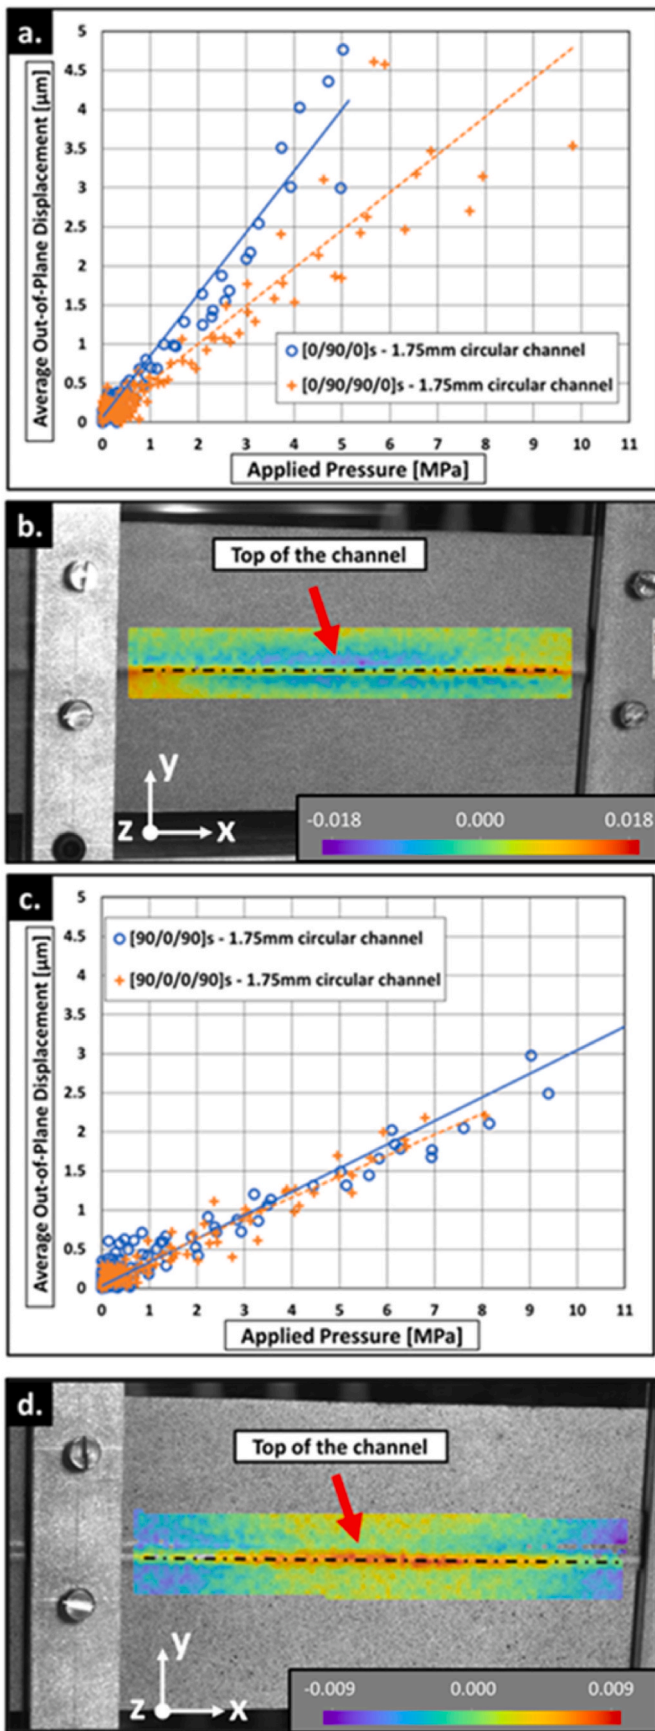 a.
Average Out-of-Plane Displacement [µm]
5
4.5
4
3.5
3
2.5
2
1.5
1
0.5
0
[0/90/0]s - 1.75mm circular channel
[0/90/90/0]s - 1.75mm circular channel
0 1 2 3 4 5 6 7 8 9 10 11
Applied Pressure [MPa]
b.
Top of the channel
y
z x
-0.018 0.000 0.018
c.
Average Out-of-Plane Displacement [µm]
5
4.5
4
3.5
3
2.5
2
1.5
1
0.5
0
[90/0/90]s - 1.75mm circular channel
[90/0/0/90]s - 1.75mm circular channel
0 1 2 3 4 5 6 7 8 9 10 11
Applied Pressure [MPa]
d.
Top of the channel
y
z x
-0.009 0.000 0.009